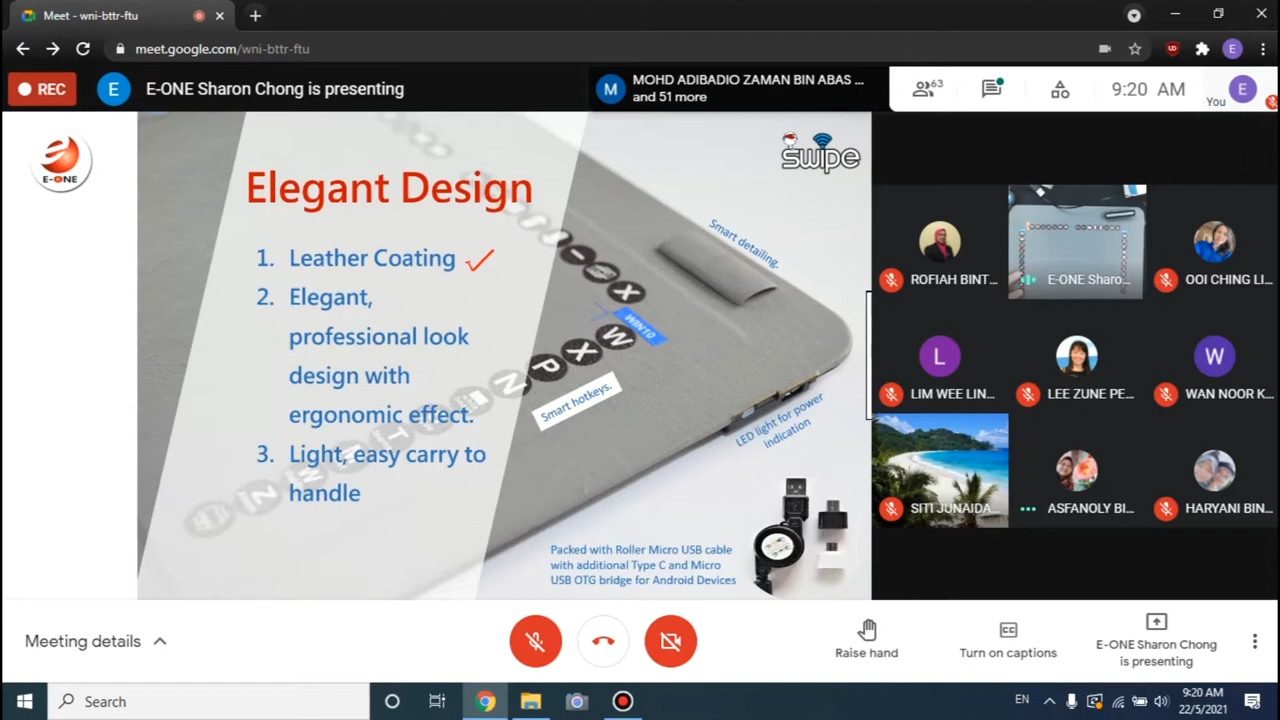 Meet - wni-bttr-ftu
meet.google.com/wni-bttr-ftu
E
REC
E
E-ONE Sharon Chong is presenting
M
MOHD ADIBADIO ZAMAN BIN ABAS ...
and 51 more
63
9:20 AM
You
E
E-ONE
Elegant Design
swipe
1. Leather Coating
2. Elegant,
professional look
design with
ergonomic effect.
3. Light, easy carry to
handle
Smart detailing.
X
WIN10
P X W
N
Smart hotkeys.
LED light for power
indication
Packed with Roller Micro USB cable
with additional Type C and Micro
USB OTG bridge for Android Devices
ROFIAH BINT...
E-ONE Sharo...
OOI CHING LI...
L
W
LIM WEE LIN...
LEE ZUNE PE...
WAN NOOR K...
SITI JUNAIDA...
ASFANOLY BI...
HARYANI BIN...
Meeting details
Raise hand
CC
Turn on captions
E-ONE Sharon Chong
is presenting
Search
EN
9:20 AM
22/5/2021